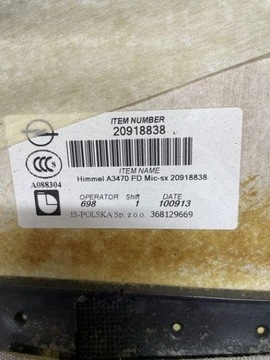 ITEM NUMBER
20918838
ITEM NAME
Himmel A3470 FD Mic-sx 20918838
A088304
OPERATOR Shift DATE
698 1 100913
IS-POLSKA Sp. z o.o. 368129669